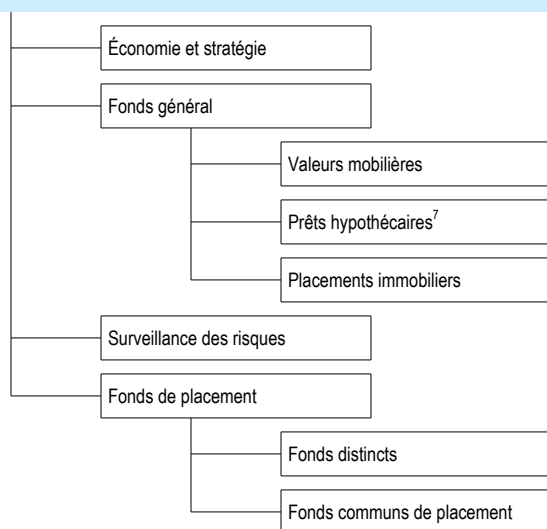 Économie et stratégie
Fonds général
Valeurs mobilières
Prêts hypothécaires⁷
Placements immobiliers
Surveillance des risques
Fonds de placement
Fonds distincts
Fonds communs de placement